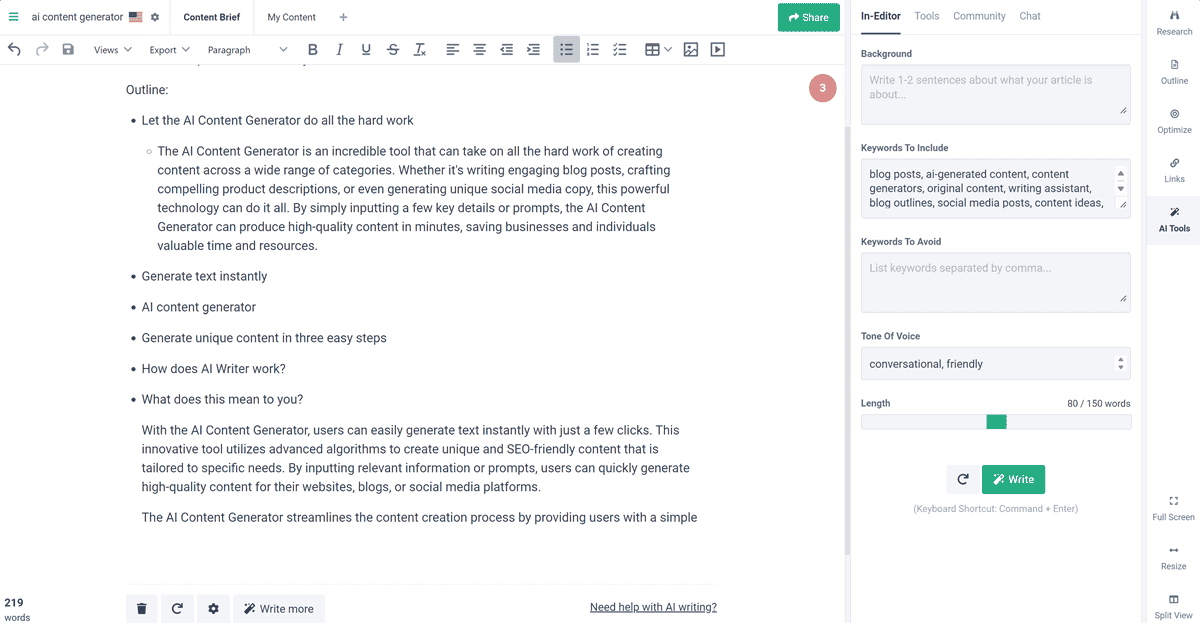 ai content generator
Content Brief
My Content
+
Share
Views
Export
Paragraph
B I U S
Outline:
3
• Let the AI Content Generator do all the hard work
○ The AI Content Generator is an incredible tool that can take on all the hard work of creating
content across a wide range of categories. Whether it's writing engaging blog posts, crafting
compelling product descriptions, or even generating unique social media copy, this powerful
technology can do it all. By simply inputting a few key details or prompts, the AI Content
Generator can produce high-quality content in minutes, saving businesses and individuals
valuable time and resources.
• Generate text instantly
• AI content generator
• Generate unique content in three easy steps
• How does AI Writer work?
• What does this mean to you?
With the AI Content Generator, users can easily generate text instantly with just a few clicks. This
innovative tool utilizes advanced algorithms to create unique and SEO-friendly content that is
tailored to specific needs. By inputting relevant information or prompts, users can quickly generate
high-quality content for their websites, blogs, or social media platforms.
The AI Content Generator streamlines the content creation process by providing users with a simple
219
words
Write more
Need help with AI writing?
In-Editor
Tools
Community
Chat
Background
Write 1-2 sentences about what your article is
about...
Keywords To Include
blog posts, ai-generated content, content
generators, original content, writing assistant,
blog outlines, social media posts, content ideas,
Keywords To Avoid
List keywords separated by comma...
Tone Of Voice
conversational, friendly
Length
80 / 150 words
Write
(Keyboard Shortcut: Command + Enter)
Research
Outline
Optimize
Links
AI Tools
Full Screen
Resize
Split View